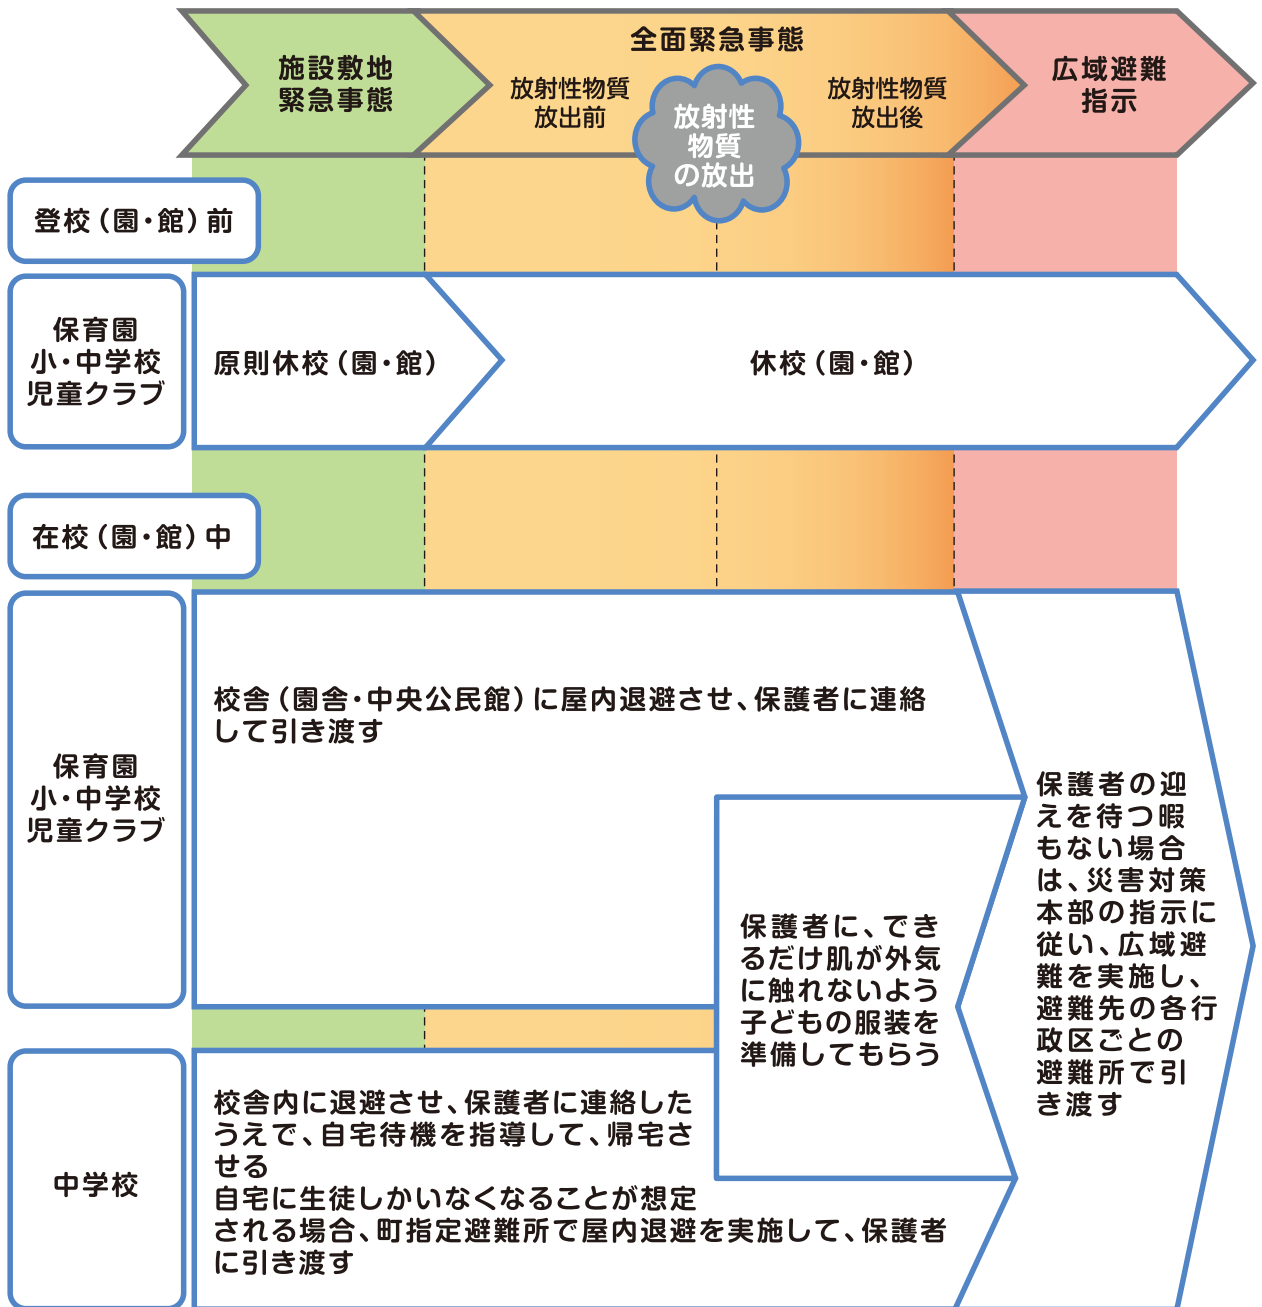 施設敷地
緊急事態
全面緊急事態
放射性物質
放出前
放射性
物質
の放出
放射性物質
放出後
広域避難
指示
登校（園・館）前
保育園
小・中学校
児童クラブ
原則休校（園・館）
休校（園・館）
在校（園・館）中
保育園
小・中学校
児童クラブ
校舎（園舎・中央公民館）に屋内退避させ、保護者に連絡
して引き渡す
保護者に、でき
るだけ肌が外気
に触れないよう
子どもの服装を
準備してもらう
保護者の迎
えを待つ暇
もない場合
は、災害対策
本部の指示に
従い、広域避
難を実施し、
避難先の各行
政区ごとの
避難所で引
き渡す
中学校
校舎内に退避させ、保護者に連絡した
うえで、自宅待機を指導して、帰宅さ
せる
自宅に生徒しかいなくなることが想定
される場合、町指定避難所で屋内退避を実施して、保護者
に引き渡す